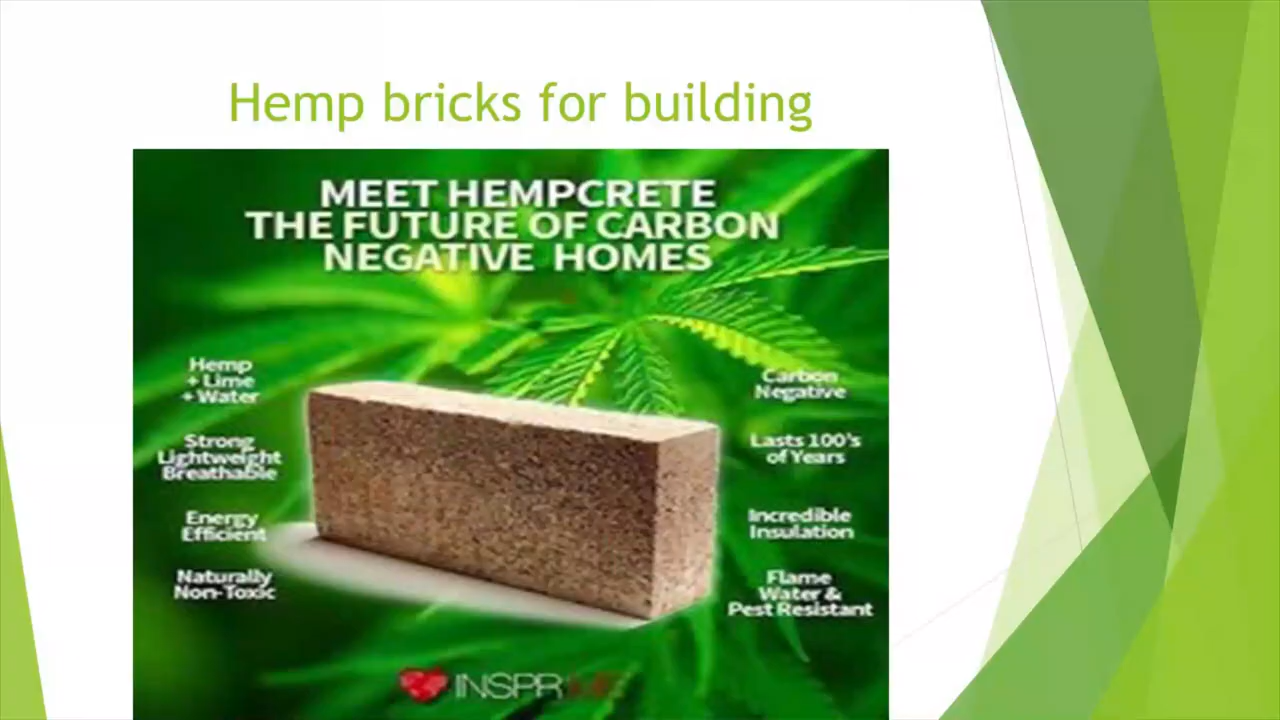 Hemp bricks for building
MEET HEMPCRETE
THE FUTURE OF CARBON
NEGATIVE HOMES
Hemp
+ Lime
+ Water
Strong
Lightweight
Breathable
Energy
Efficient
Naturally
Non-Toxic
Carbon
Negative
Lasts 100's
of Years
Incredible
Insulation
Flame
Water &
Pest Resistant
INSPR